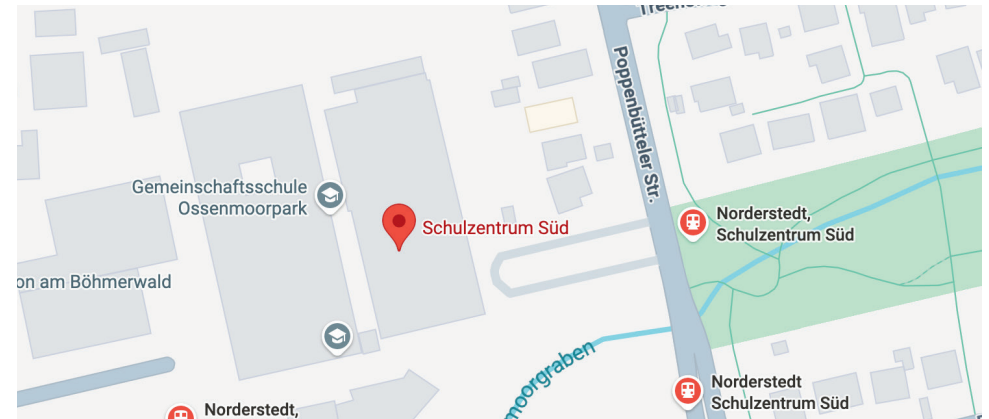 Poppenbütteler Str.
Gemeinschaftsschule
Ossenmoorpark
Schulzentrum Süd
Norderstedt,
Schulzentrum Süd
on am Böhmerwald
moorgraben
Norderstedt
Schulzentrum Süd
Norderstedt,